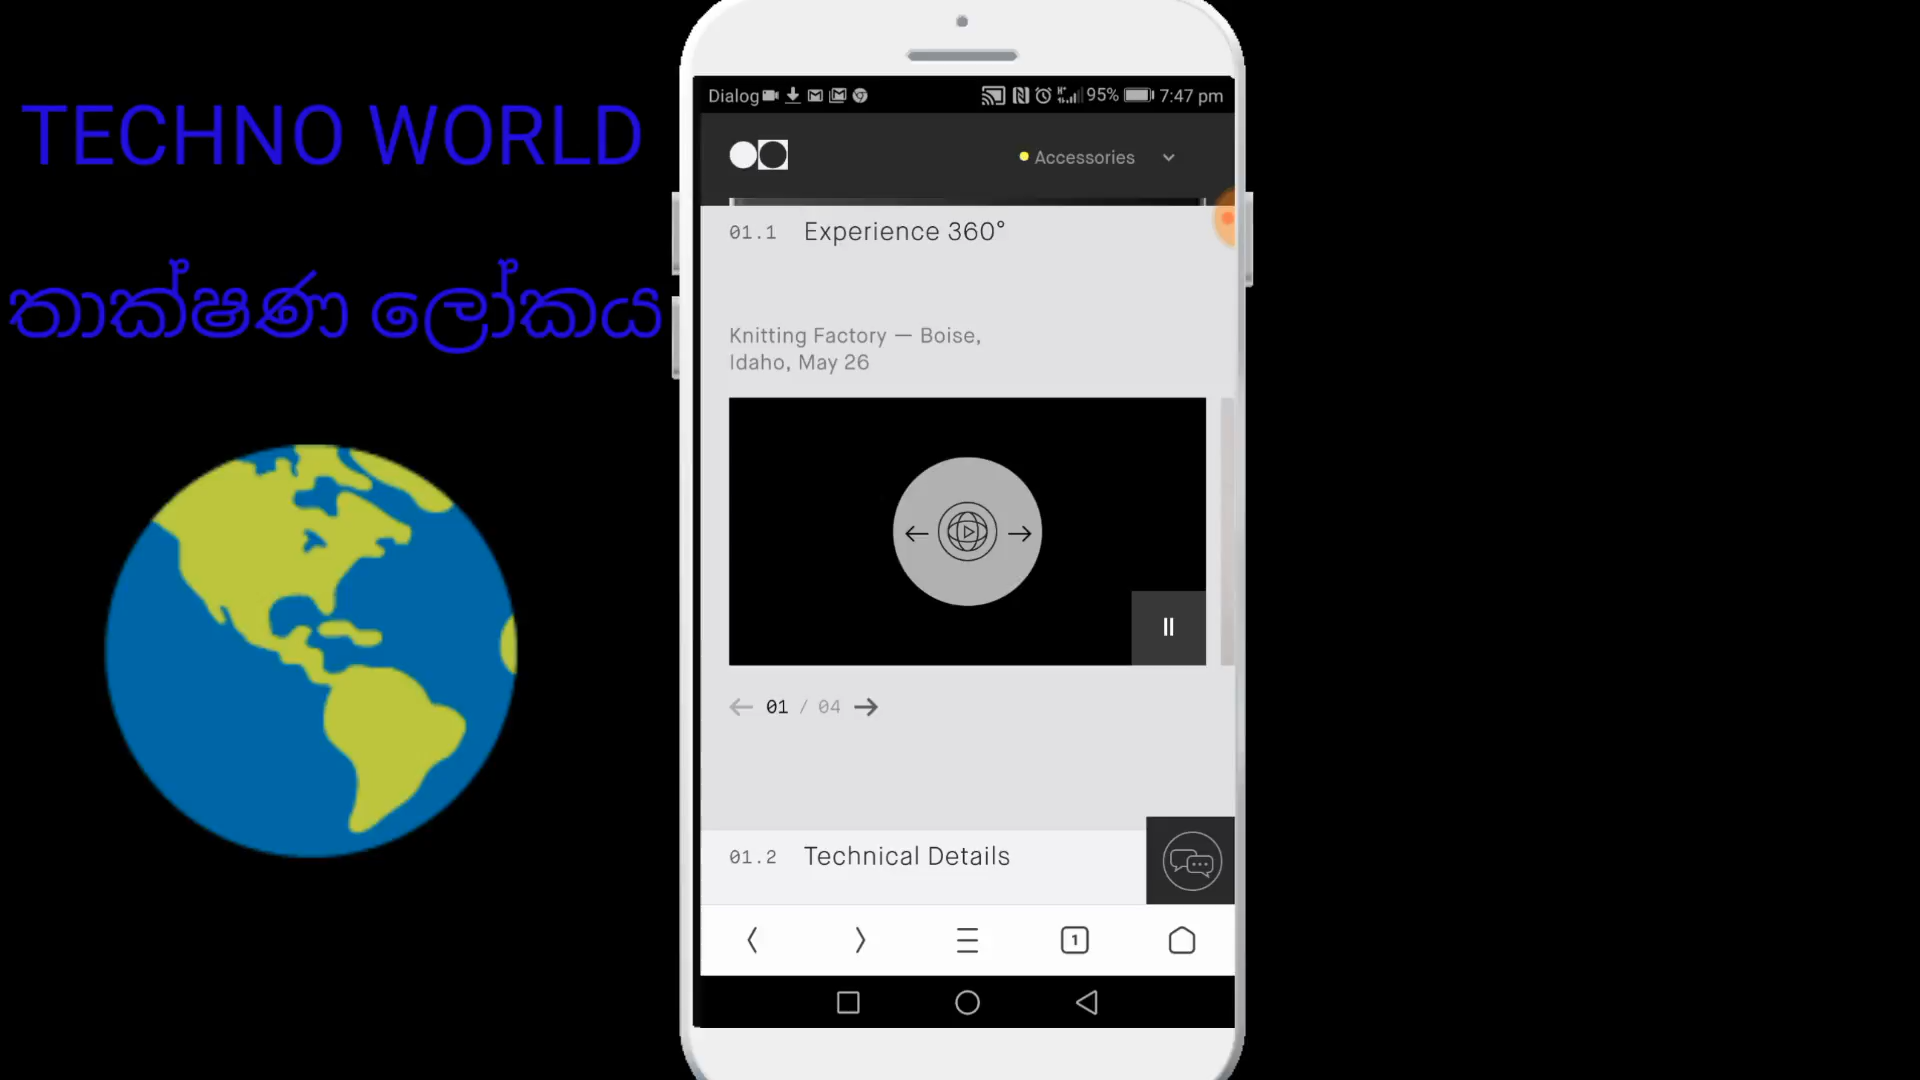 TECHNO WORLD
තාක්ෂණ ලෝකය
Dialog 95% 7:47 pm
Accessories
01.1 Experience 360°
Knitting Factory — Boise,
Idaho, May 26
01 / 04
01.2 Technical Details
1